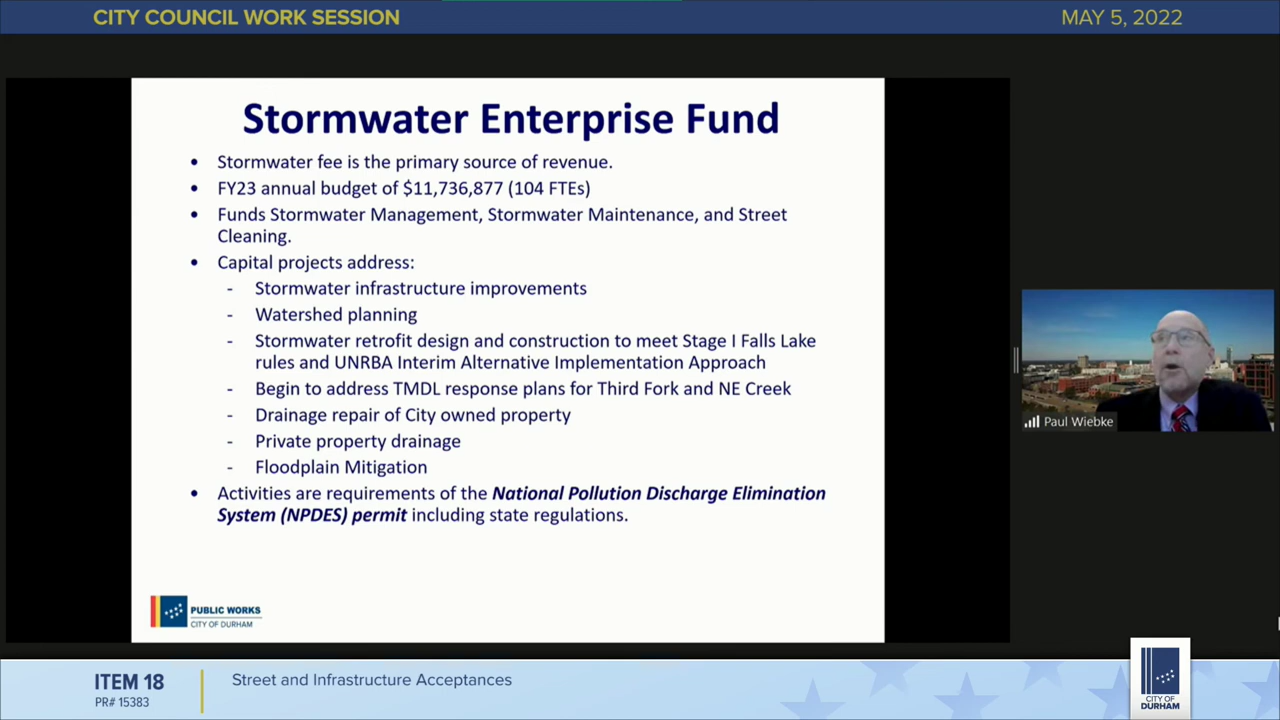 CITY COUNCIL WORK SESSION
MAY 5, 2022
Stormwater Enterprise Fund
• Stormwater fee is the primary source of revenue.
• FY23 annual budget of $11,736,877 (104 FTEs)
• Funds Stormwater Management, Stormwater Maintenance, and Street
Cleaning.
• Capital projects address:
- Stormwater infrastructure improvements
- Watershed planning
- Stormwater retrofit design and construction to meet Stage I Falls Lake
rules and UNRBA Interim Alternative Implementation Approach
- Begin to address TMDL response plans for Third Fork and NE Creek
- Drainage repair of City owned property
- Private property drainage
- Floodplain Mitigation
• Activities are requirements of the National Pollution Discharge Elimination
System (NPDES) permit including state regulations.
PUBLIC WORKS
CITY OF DURHAM
Paul Wiebke
ITEM 18
PR# 15383
Street and Infrastructure Acceptances
CITY OF
DURHAM